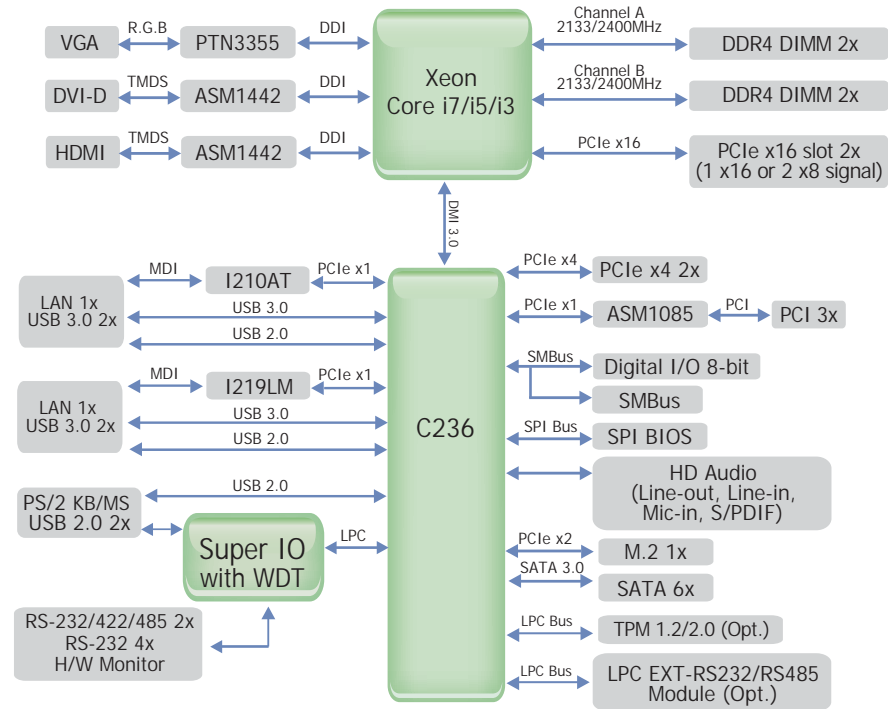 VGA
R.G.B
PTN3355
DDI
Xeon
Core i7/i5/i3
Channel A
2133/2400MHz
DDR4 DIMM 2x
DVI-D
TMDS
ASM1442
DDI
Channel B
2133/2400MHz
DDR4 DIMM 2x
HDMI
TMDS
ASM1442
DDI
PCIe x16
PCIe x16 slot 2x
(1 x16 or 2 x8 signal)
DMI 3.0
LAN 1x
USB 3.0 2x
MDI
I210AT
PCIe x1
USB 3.0
USB 2.0
LAN 1x
USB 3.0 2x
MDI
I219LM
PCIe x1
USB 3.0
USB 2.0
PS/2 KB/MS
USB 2.0 2x
USB 2.0
Super IO
with WDT
LPC
RS-232/422/485 2x
RS-232 4x
H/W Monitor
C236
PCIe x4
PCIe x4 2x
PCIe x1
ASM1085
PCI
PCI 3x
SMBus
Digital I/O 8-bit
SMBus
SPI Bus
SPI BIOS
HD Audio
(Line-out, Line-in,
Mic-in, S/PDIF)
PCIe x2
M.2 1x
SATA 3.0
SATA 6x
LPC Bus
TPM 1.2/2.0 (Opt.)
LPC Bus
LPC EXT-RS232/RS485
Module (Opt.)